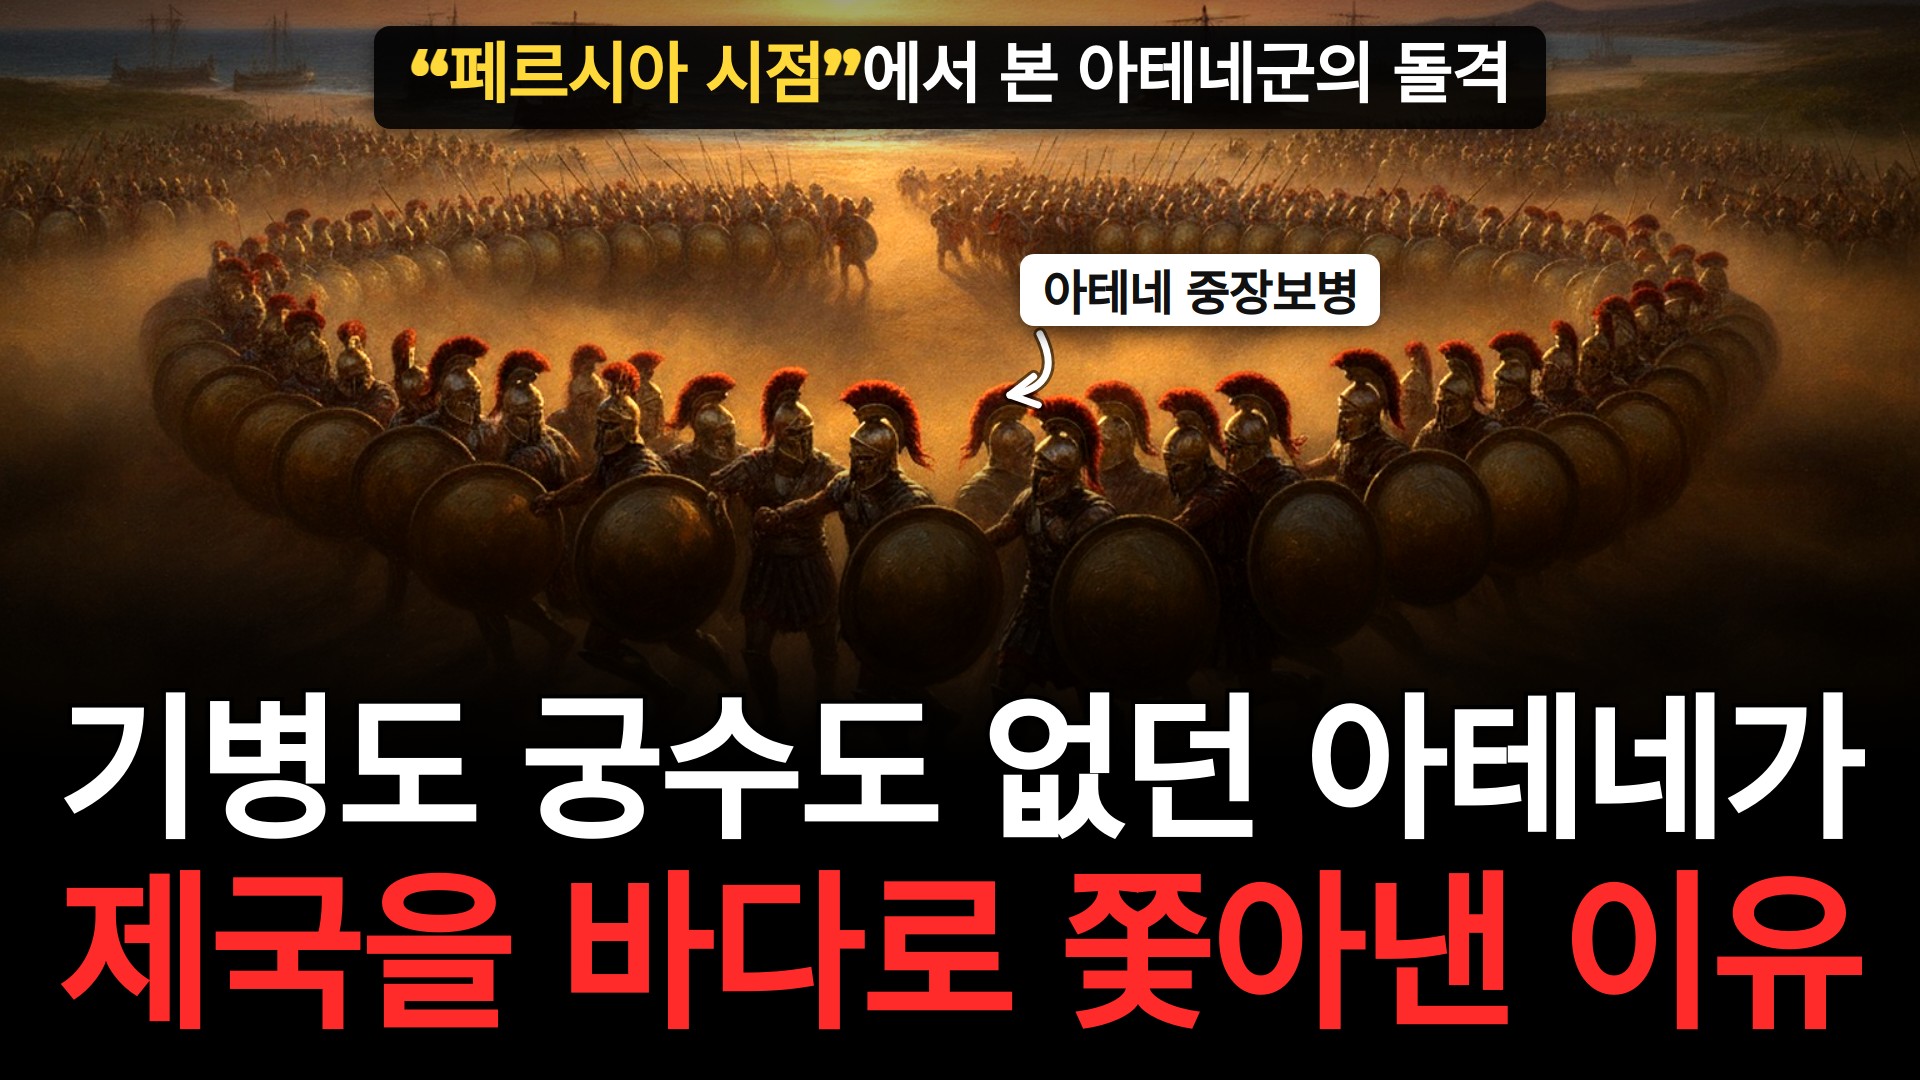 “페르시아 시점”에서 본 아테네군의 돌격
아테네 중장보병
기병도 궁수도 없던 아테네가
제국을 바다로 쫓아낸 이유